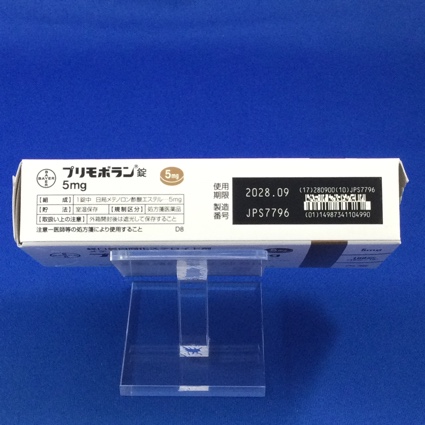 BAYER
プリモボラン®錠
5mg
5mg
組 成 1錠中 日局メテノロン酢酸エステル…5mg
貯 法 室温保存 【規制区分】 処方箋医薬品
【取扱い上の注意】 外箱開封後は遮光して保存すること
注意－医師等の処方箋により使用すること D8
使用
期限
2028.09
製造
番号
JPS7796
(17)280900(10)JPS7796
(01)14987341104990